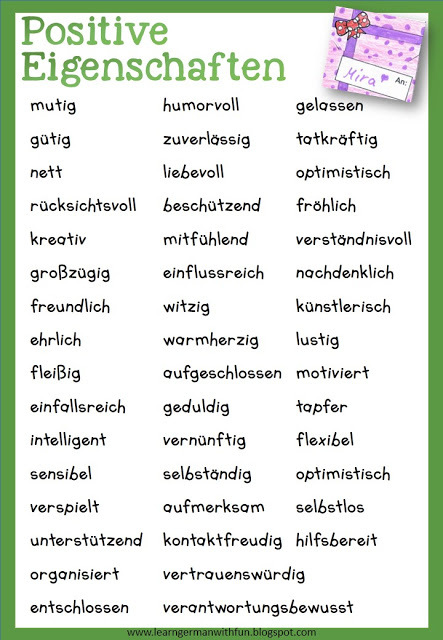 Positive
Eigenschaften
Mira
An:
mutig humorvoll gelassen
gütig zuverlässig tatkräftig
nett liebevoll optimistisch
rücksichtsvoll beschützend fröhlich
kreativ mitfühlend verständnisvoll
großzügig einflussreich nachdenklich
freundlich witzig künstlerisch
ehrlich warmherzig lustig
fleißig aufgeschlossen motiviert
einfallsreich geduldig tapfer
intelligent vernünftig flexibel
sensibel selbständig optimistisch
verspielt aufmerksam selbstlos
unterstützend kontaktfreudig hilfsbereit
organisiert vertrauenswürdig
entschlossen verantwortungsbewusst
www.learngermanwithfun.blogspot.com